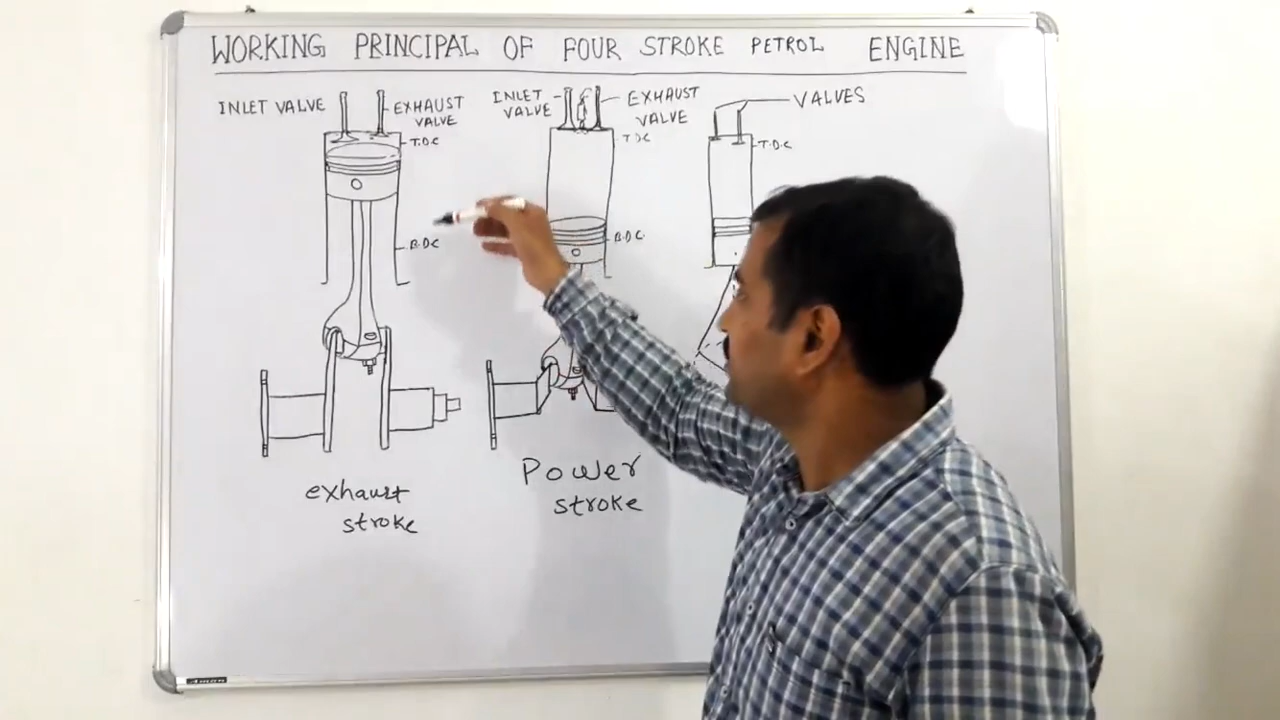 WORKING PRINCIPAL OF FOUR STROKE PETROL ENGINE
INLET VALVE
EXHAUST
VALVE
T.D.C
B.D.C
exhaust
stroke
INLET
VALVE
EXHAUST
VALVE
T.D.C
B.D.C
Power
stroke
VALVES
T.D.C